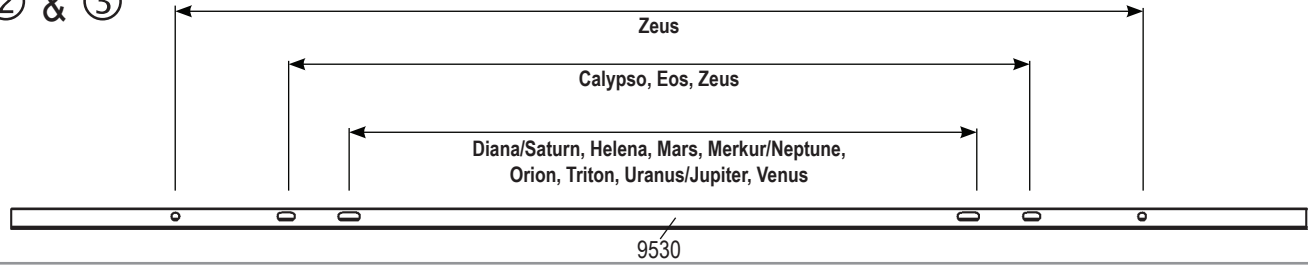 ② & ③
Zeus
Calypso, Eos, Zeus
Diana/Saturn, Helena, Mars, Merkur/Neptune,
Orion, Triton, Uranus/Jupiter, Venus
9530